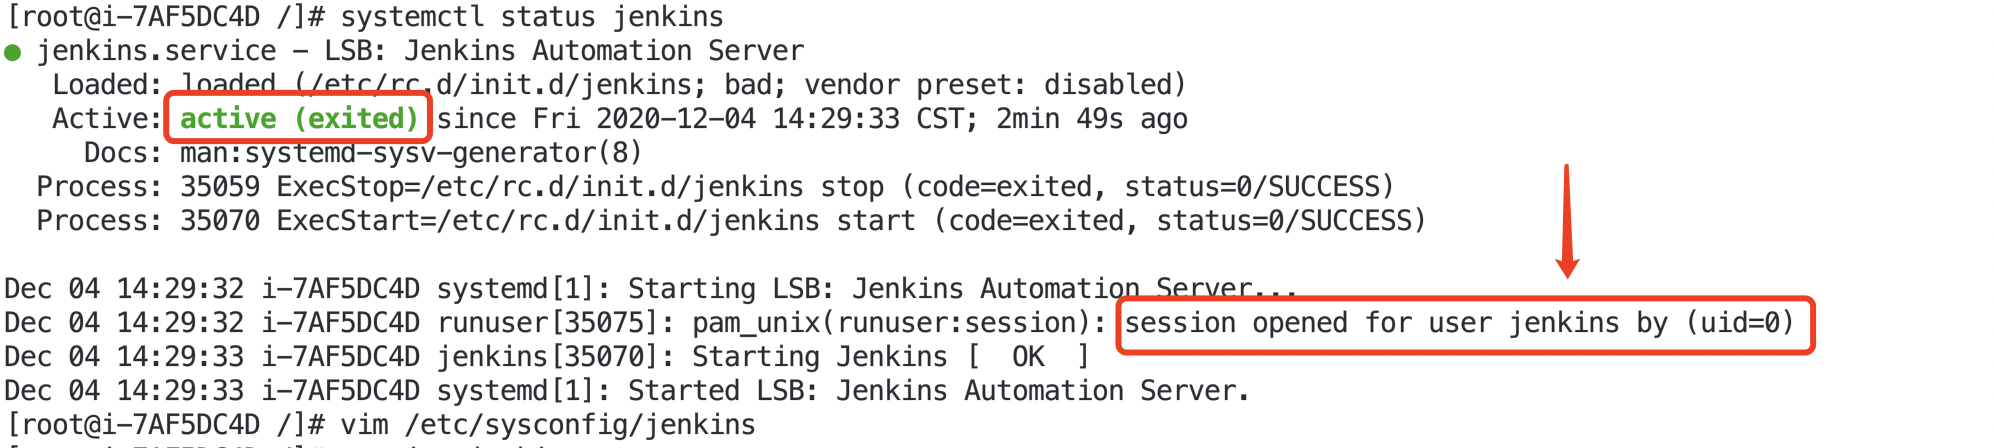 [root@i-7AF5DC4D /]# systemctl status jenkins
● jenkins.service - LSB: Jenkins Automation Server
Loaded: loaded (/etc/rc.d/init.d/jenkins; bad; vendor preset: disabled)
Active: active (exited) since Fri 2020-12-04 14:29:33 CST; 2min 49s ago
Docs: man:systemd-sysv-generator(8)
Process: 35059 ExecStop=/etc/rc.d/init.d/jenkins stop (code=exited, status=0/SUCCESS)
Process: 35070 ExecStart=/etc/rc.d/init.d/jenkins start (code=exited, status=0/SUCCESS)
Dec 04 14:29:32 i-7AF5DC4D systemd[1]: Starting LSB: Jenkins Automation Server...
Dec 04 14:29:32 i-7AF5DC4D runuser[35075]: pam_unix(runuser:session): session opened for user jenkins by (uid=0)
Dec 04 14:29:33 i-7AF5DC4D jenkins[35070]: Starting Jenkins [  OK  ]
Dec 04 14:29:33 i-7AF5DC4D systemd[1]: Started LSB: Jenkins Automation Server.
[root@i-7AF5DC4D /]# vim /etc/sysconfig/jenkins